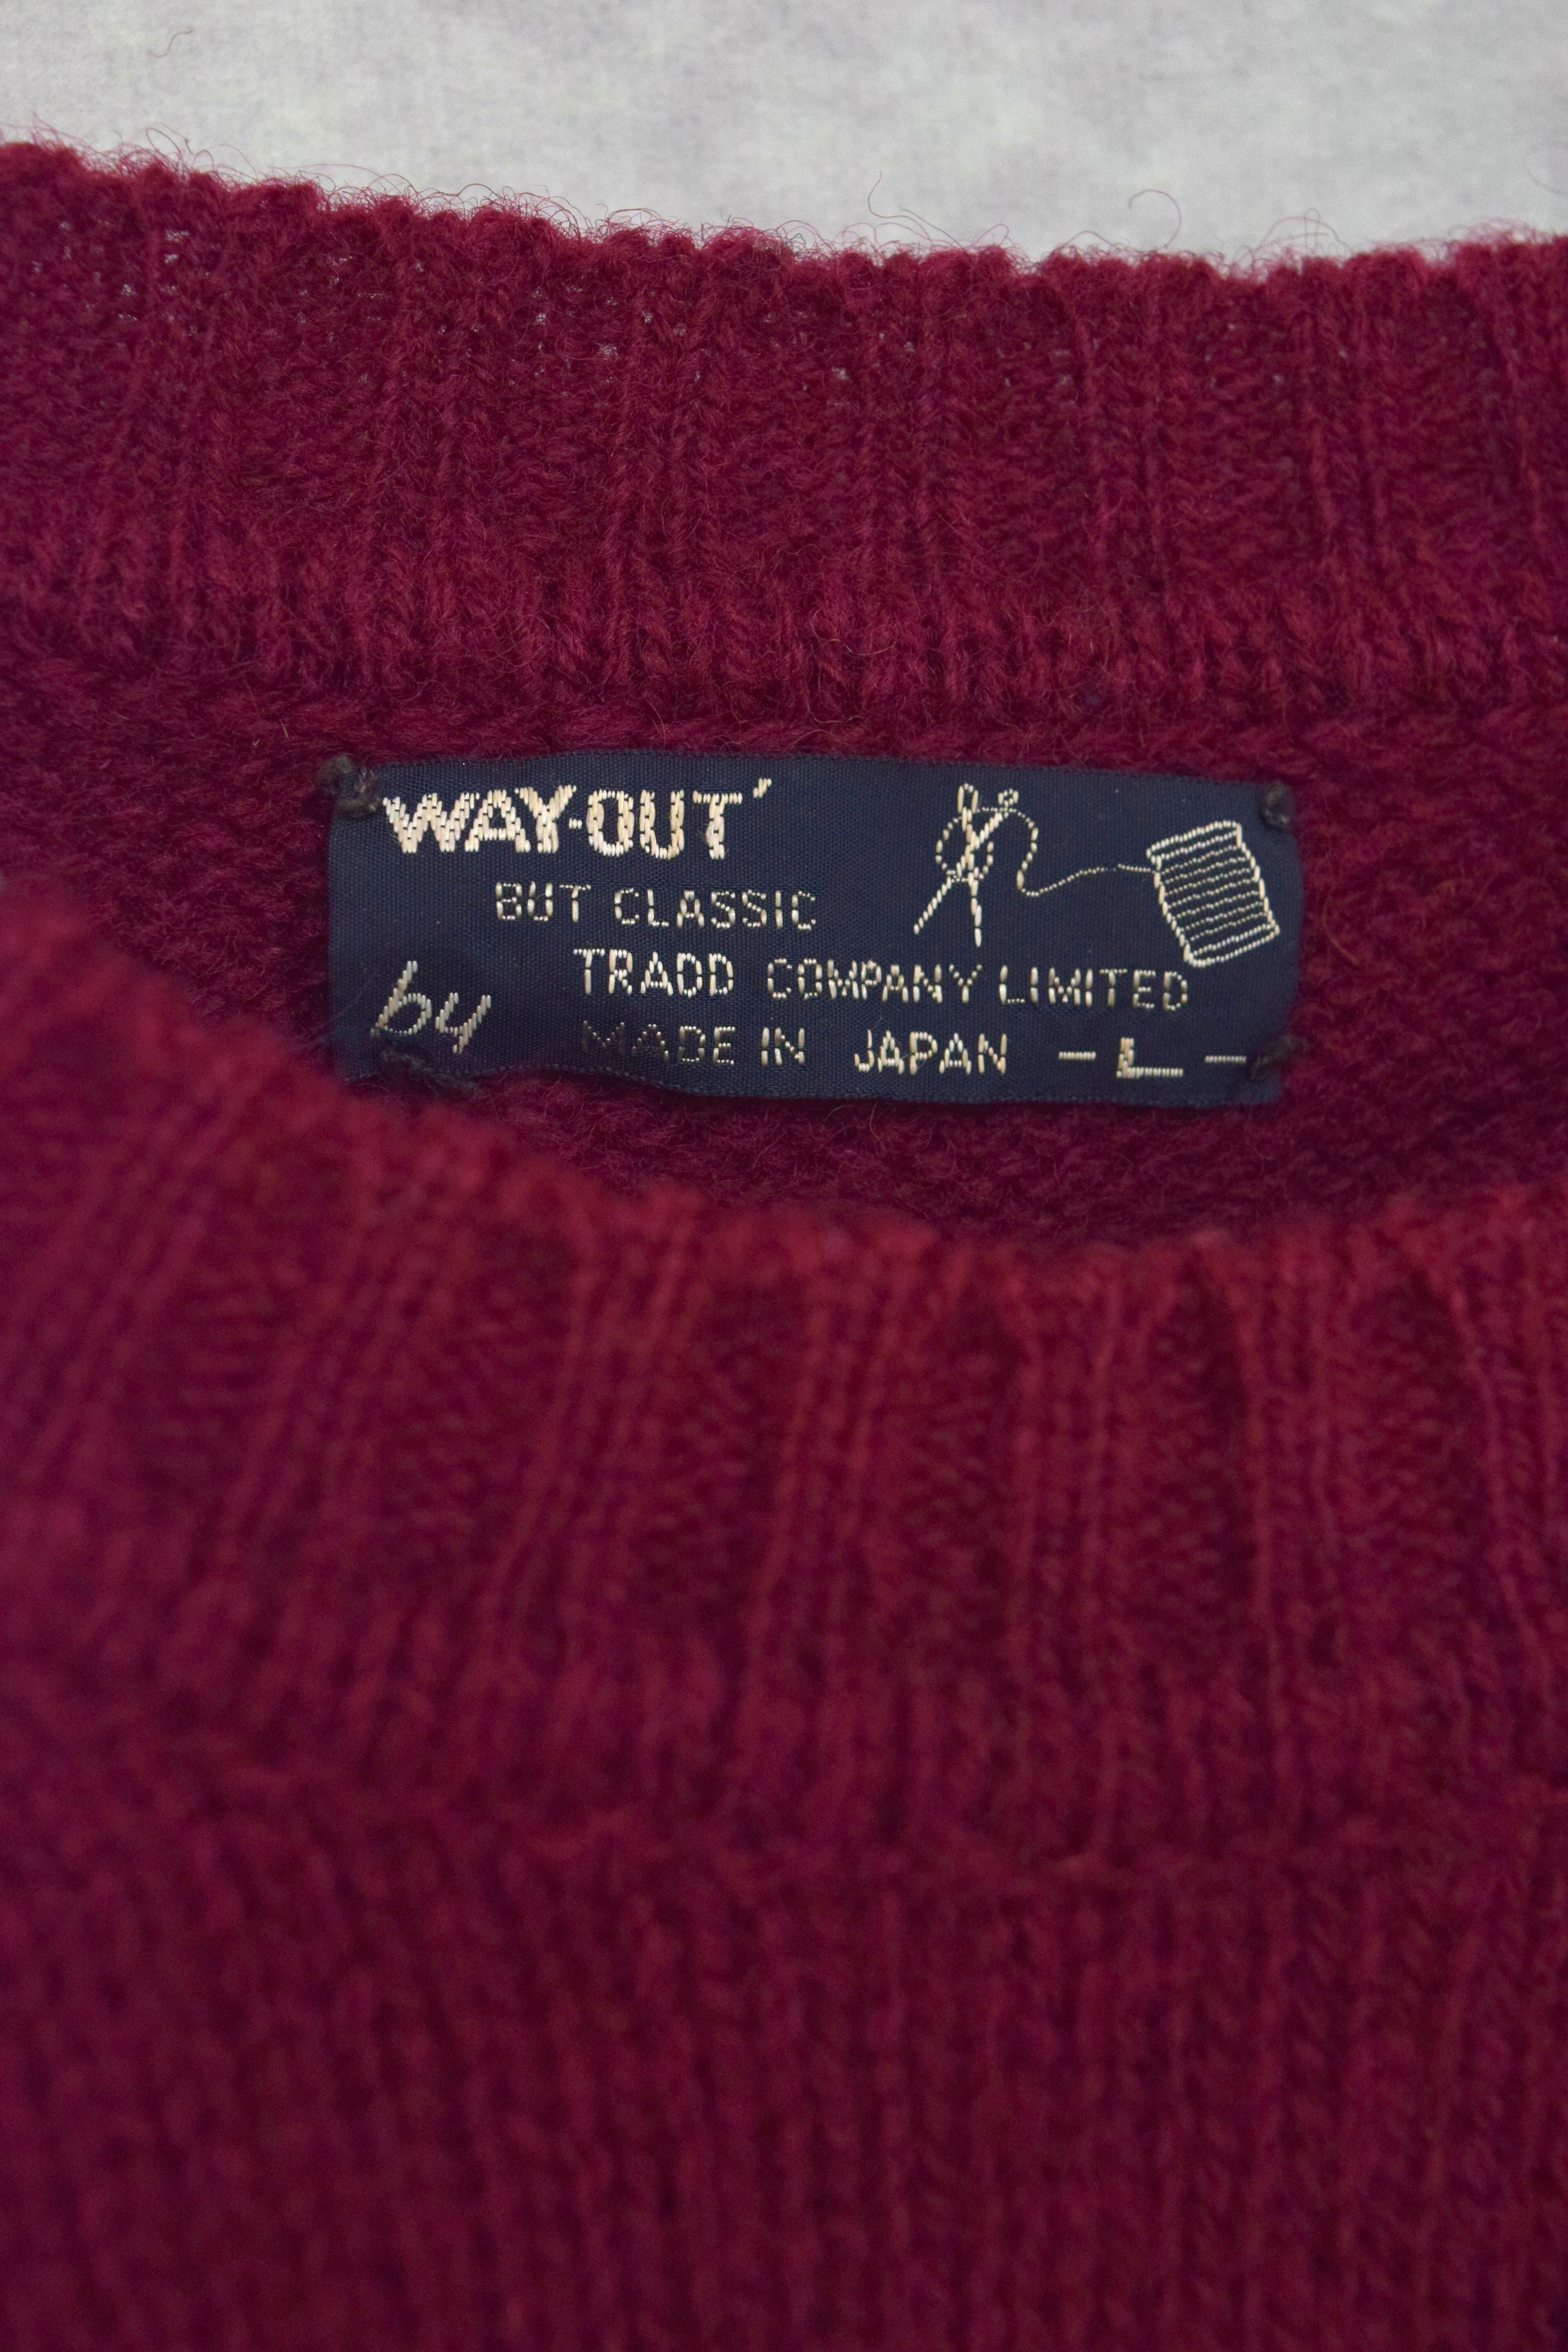 WAY-OUT'
BUT CLASSIC
by TRADD COMPANY LIMITED
MADE IN JAPAN - L -